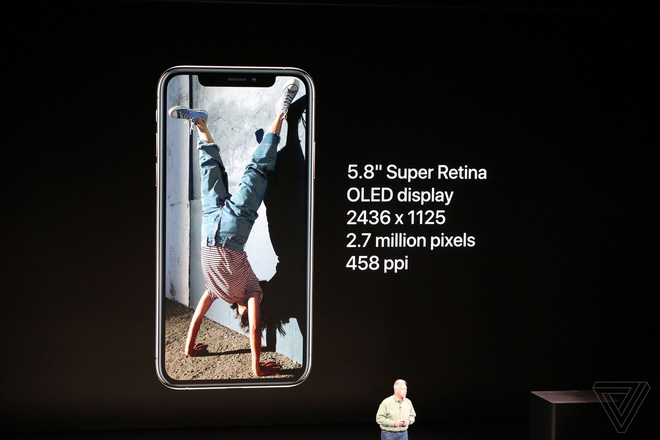 5.8" Super Retina
OLED display
2436 x 1125
2.7 million pixels
458 ppi